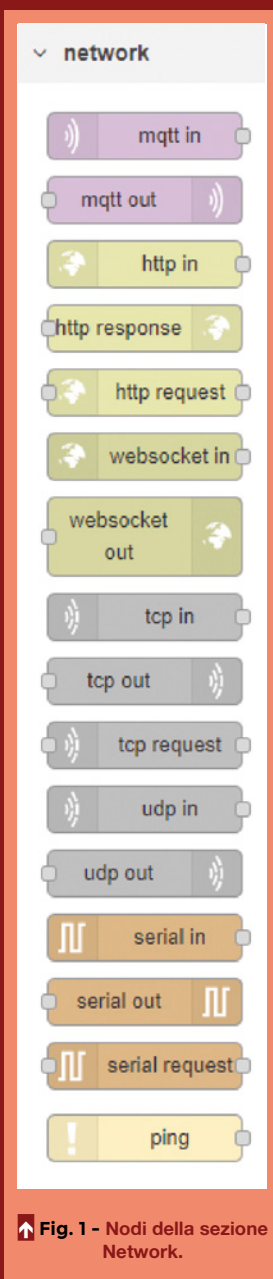 network
mqtt in
mqtt out
http in
http response
http request
websocket in
websocket
out
tcp in
tcp out
tcp request
udp in
udp out
serial in
serial out
serial request
ping
Fig. 1 - Nodi della sezione
Network.